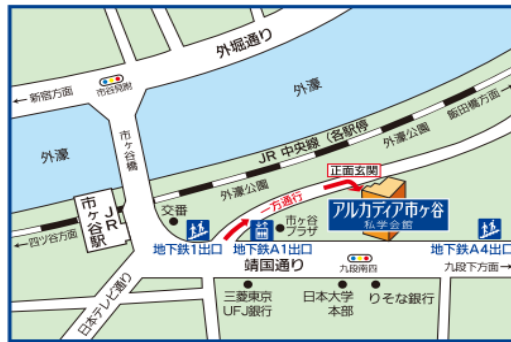 外堀通り
←新宿方面
市谷見附
外濠
飯田橋方面→
市ヶ谷橋
外濠
JR 中央線（各駅停
外濠公園
外濠公園
正面玄関
一方通行
アルカディア市ヶ谷
私学会館
交番
市ヶ谷
プラザ
JR
市ヶ谷駅
←四ツ谷方面
地下鉄1出口
地下鉄A1出口
地下鉄A4出口
靖国通り
九段南四
九段下方面→
日本テレビ通り
三菱東京
UFJ銀行
日本大学
本部
りそな銀行